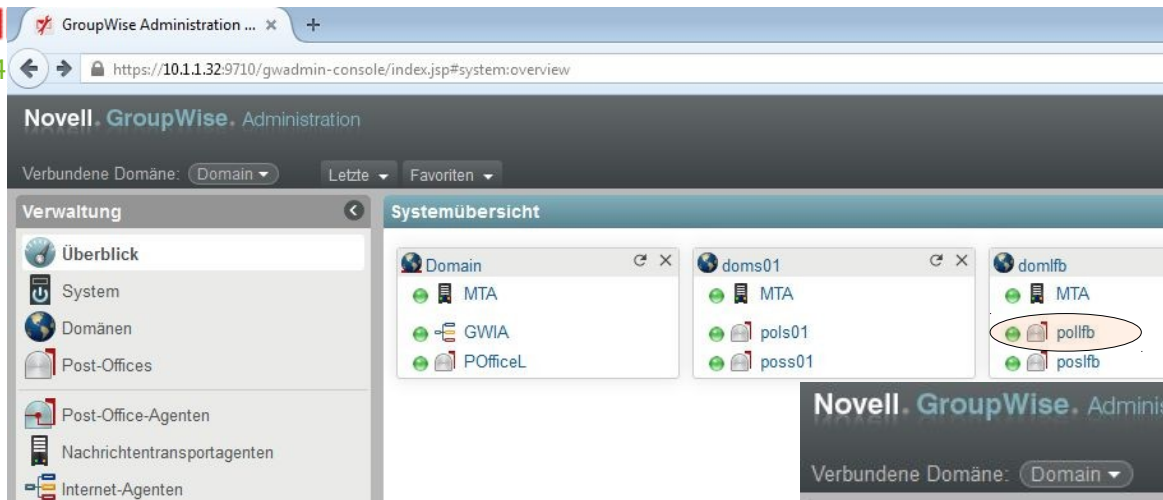 GroupWise Administration ...
4
https://10.1.1.32:9710/gwadmin-console/index.jsp#system:overview
Novell. GroupWise. Administration
Verbundene Domäne: Domain Letzte Favoriten
Verwaltung
Überblick
System
Domänen
Post-Offices
Post-Office-Agenten
Nachrichtentransportagenten
Internet-Agenten
Systemübersicht
Domain
MTA
GWIA
POfficeL
doms01
MTA
pols01
poss01
domlfb
MTA
pollfb
poslfb
Novell. GroupWise. Adminis
Verbundene Domäne: Domain